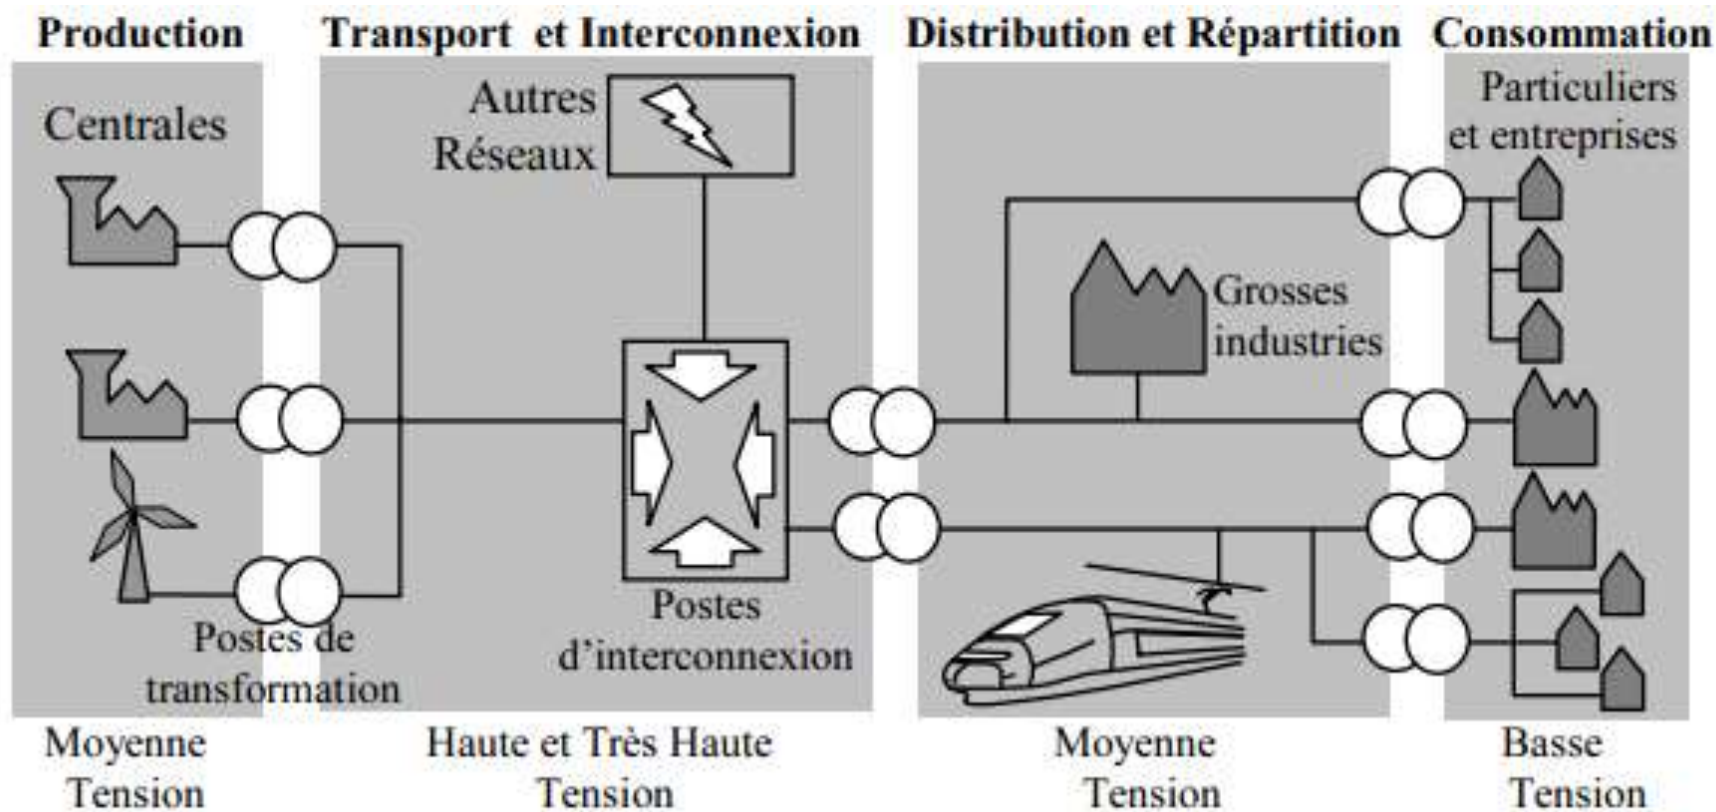 Production
Transport et Interconnexion
Distribution et Répartition
Consommation
Centrales
Autres
Réseaux
Particuliers
et entreprises
Grosses
industries
Postes de
transformation
Postes
d'interconnexion
Moyenne
Tension
Haute et Très Haute
Tension
Moyenne
Tension
Basse
Tension